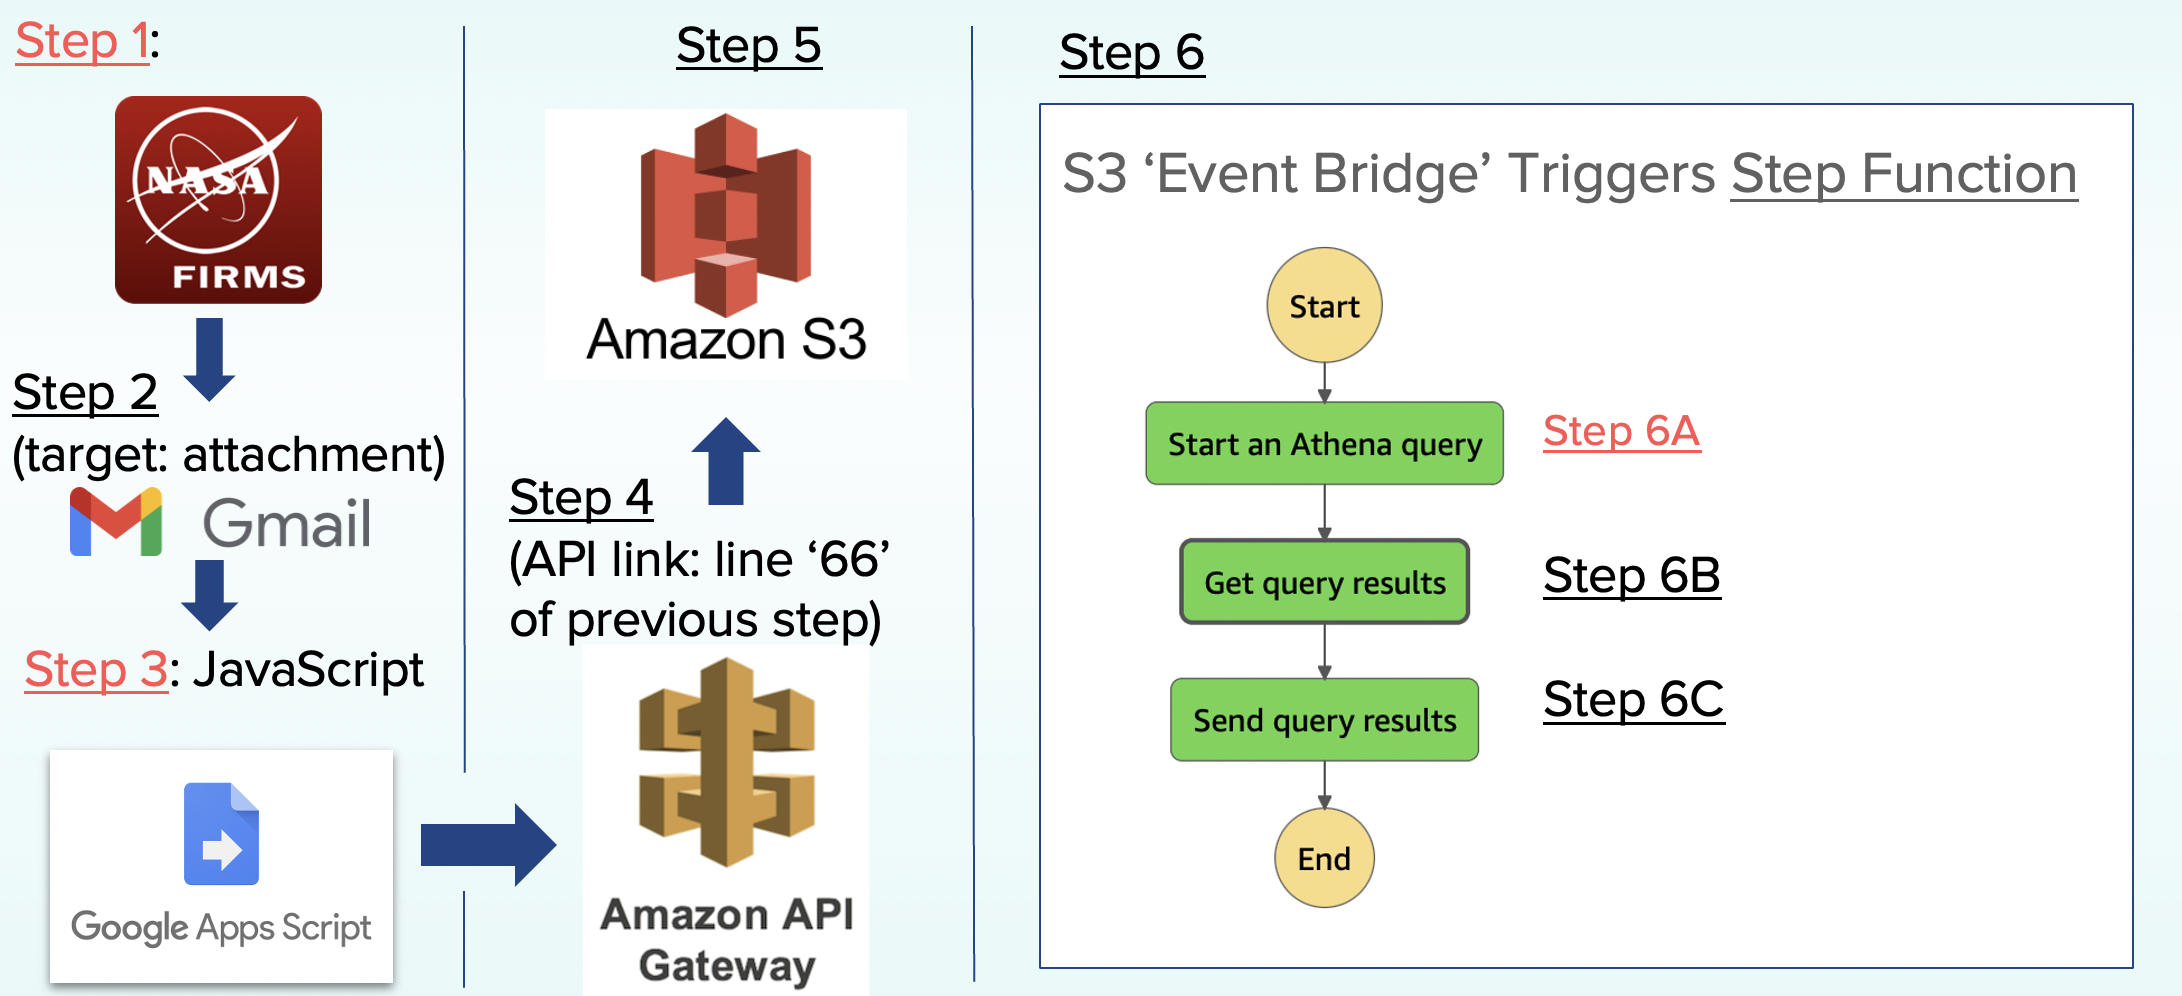 Step 1:
NASA
FIRMS
Step 2
(target: attachment)
Gmail
Step 3: JavaScript
Google Apps Script
Step 5
Amazon S3
Step 4
(API link: line ‘66’
of previous step)
Amazon API
Gateway
Step 6
S3 ‘Event Bridge’ Triggers Step Function
Start
Start an Athena query
Step 6A
Get query results
Step 6B
Send query results
Step 6C
End